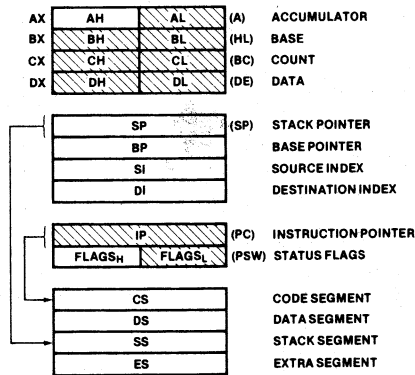 AX AH AL (A) ACCUMULATOR
BX BH BL (HL) BASE
CX CH CL (BC) COUNT
DX DH DL (DE) DATA
SP (SP) STACK POINTER
BP BASE POINTER
SI SOURCE INDEX
DI DESTINATION INDEX
IP (PC) INSTRUCTION POINTER
FLAGSH FLAGSL (PSW) STATUS FLAGS
CS CODE SEGMENT
DS DATA SEGMENT
SS STACK SEGMENT
ES EXTRA SEGMENT